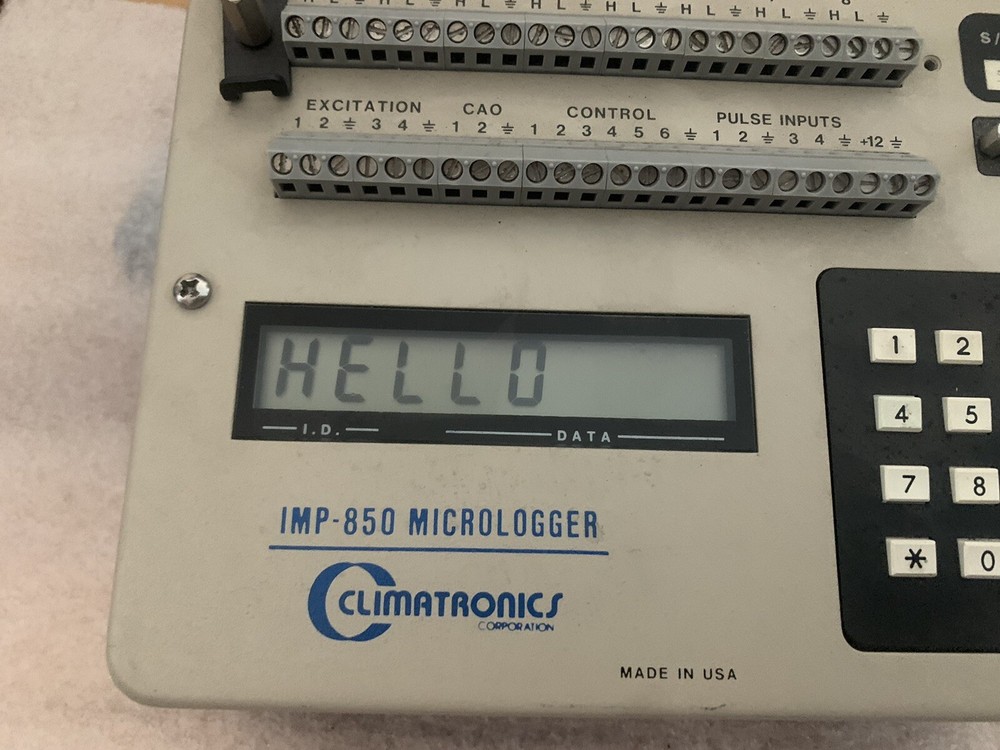 H L ⏚ H L ⏚ H L ⏚ H L ⏚ H L ⏚ H L ⏚ H L ⏚ H L ⏚
S/
EXCITATION CAO CONTROL PULSE INPUTS
1 2 ⏚ 3 4 ⏚ 1 2 ⏚ 1 2 3 4 5 6 ⏚ 1 2 ⏚ 3 4 ⏚ +12 ⏚
HELLO
I.D. DATA
1 2
4 5
7 8
* 0
IMP-850 MICROLOGGER
CLIMATRONICS
CORPORATION
MADE IN USA